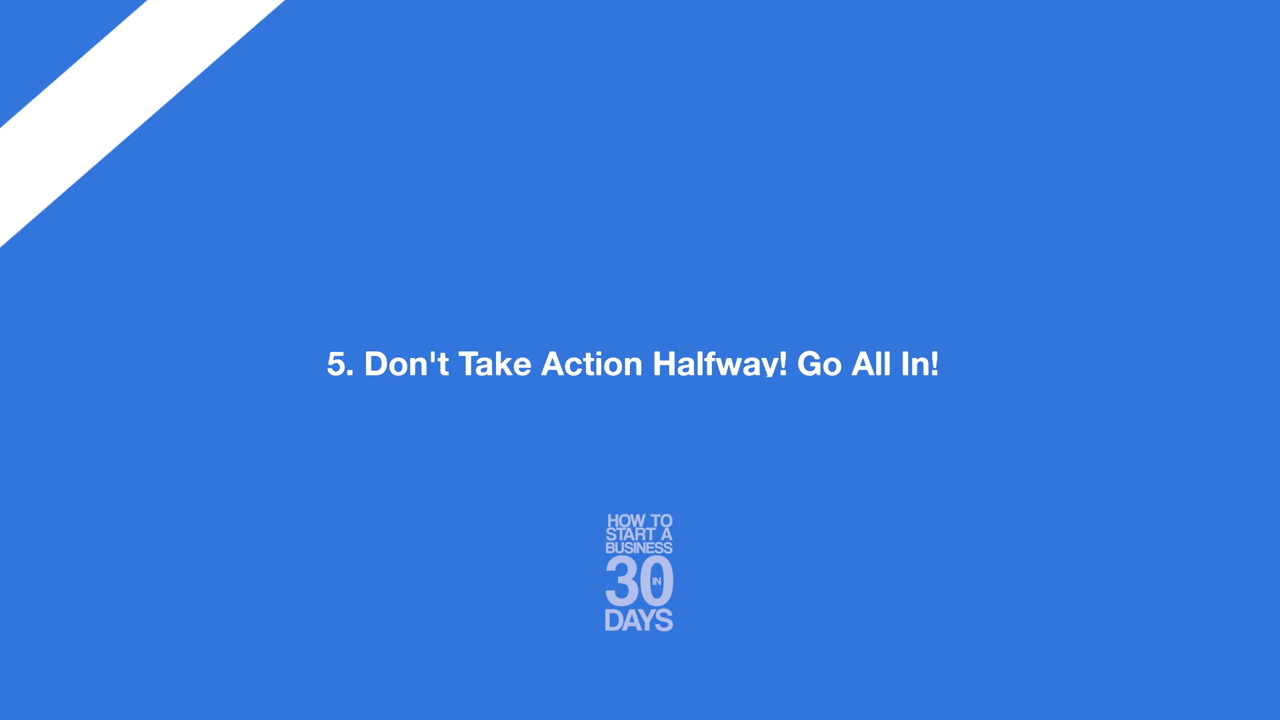 5. Don't Take Action Halfway! Go All In!
HOW TO
START A
BUSINESS
30
IN
DAYS